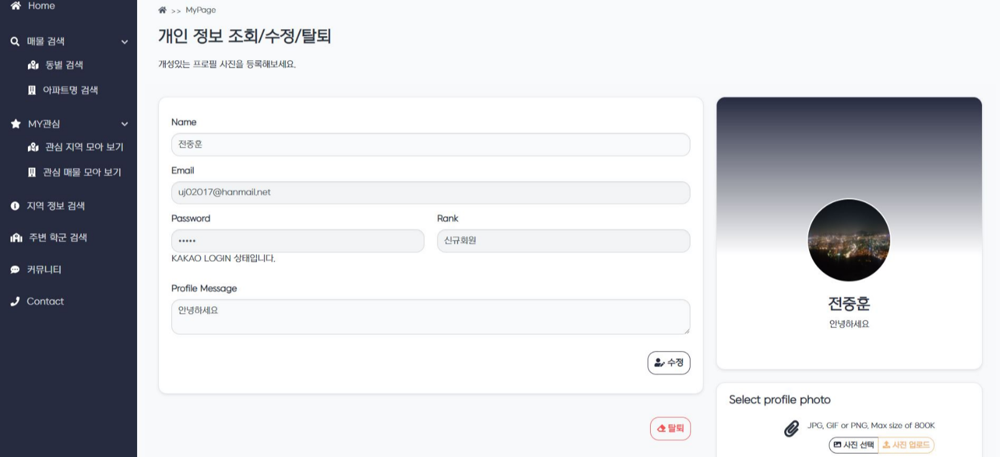 Home
매물 검색
동별 검색
아파트명 검색
MY관심
관심 지역 모아 보기
관심 매물 모아 보기
지역 정보 검색
주변 학군 검색
커뮤니티
Contact
>> MyPage
개인 정보 조회/수정/탈퇴
개성있는 프로필 사진을 등록해보세요.
Name
전중훈
Email
uj02017@hanmail.net
Password
Rank
•••••
신규회원
KAKAO LOGIN 상태입니다.
Profile Message
안녕하세요
수정
탈퇴
전중훈
안녕하세요
Select profile photo
JPG, GIF or PNG, Max size of 800K
사진 선택
사진 업로드